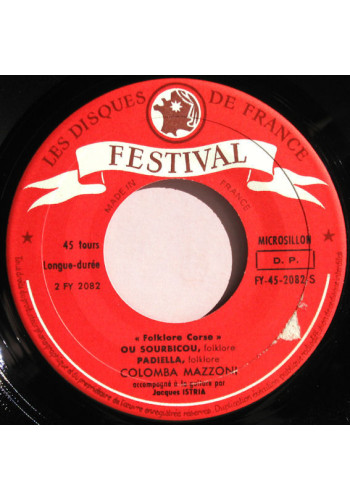 LES DISQUES DE FRANCE
FESTIVAL
MADE IN FRANCE
45 tours
Longue-durée
2 FY 2082
MICROSILLON
D. P.
FY-45-2082 S
« Folklore Corse »
OU SOURBICOU, folklore
PADIELLA, folklore
COLOMBA MAZZONI
accompagné à la guitare par
Jacques ISTRIA